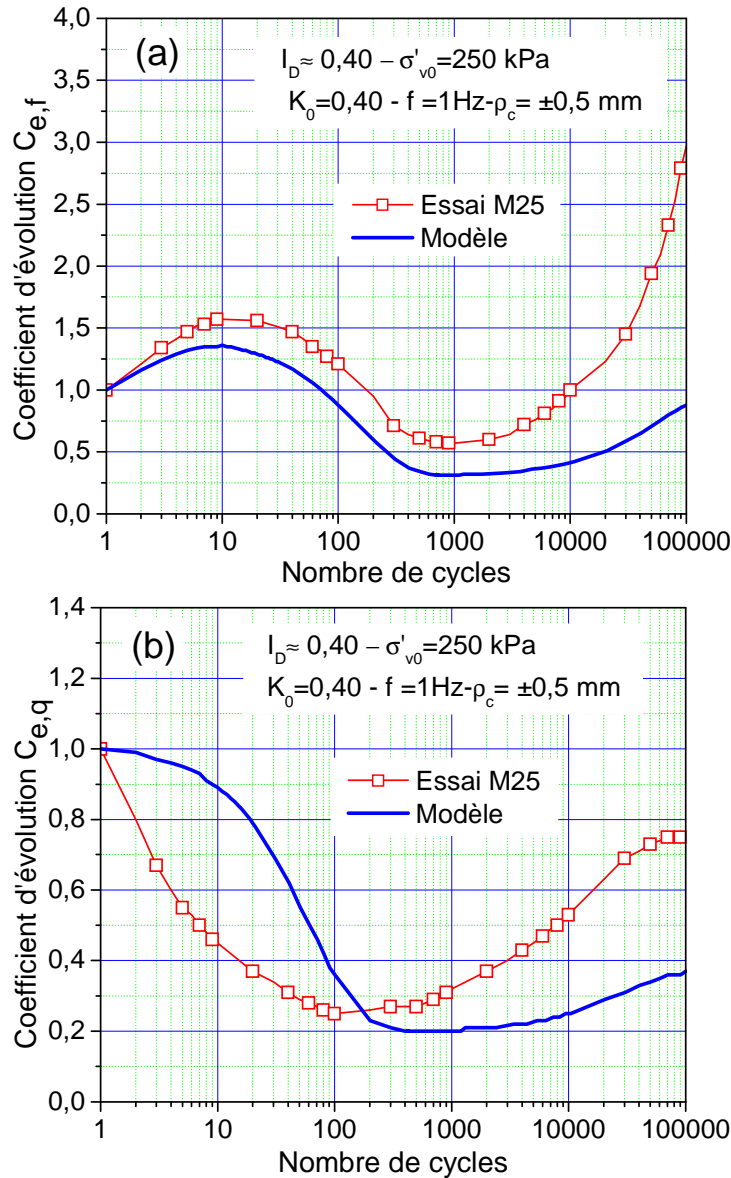 (a)
I_D≈ 0,40 – σ'_v0=250 kPa
K_0=0,40 - f =1Hz-ρ_c= ±0,5 mm
Essai M25
Modèle
Coefficient d'évolution C_e,f
4,0
3,5
3,0
2,5
2,0
1,5
1,0
0,5
0,0
1 10 100 1000 10000 100000
Nombre de cycles
(b)
I_D≈ 0,40 – σ'_v0=250 kPa
K_0=0,40 - f =1Hz-ρ_c= ±0,5 mm
Essai M25
Modèle
Coefficient d'évolution C_e,q
1,4
1,2
1,0
0,8
0,6
0,4
0,2
0,0
1 10 100 1000 10000 100000
Nombre de cycles